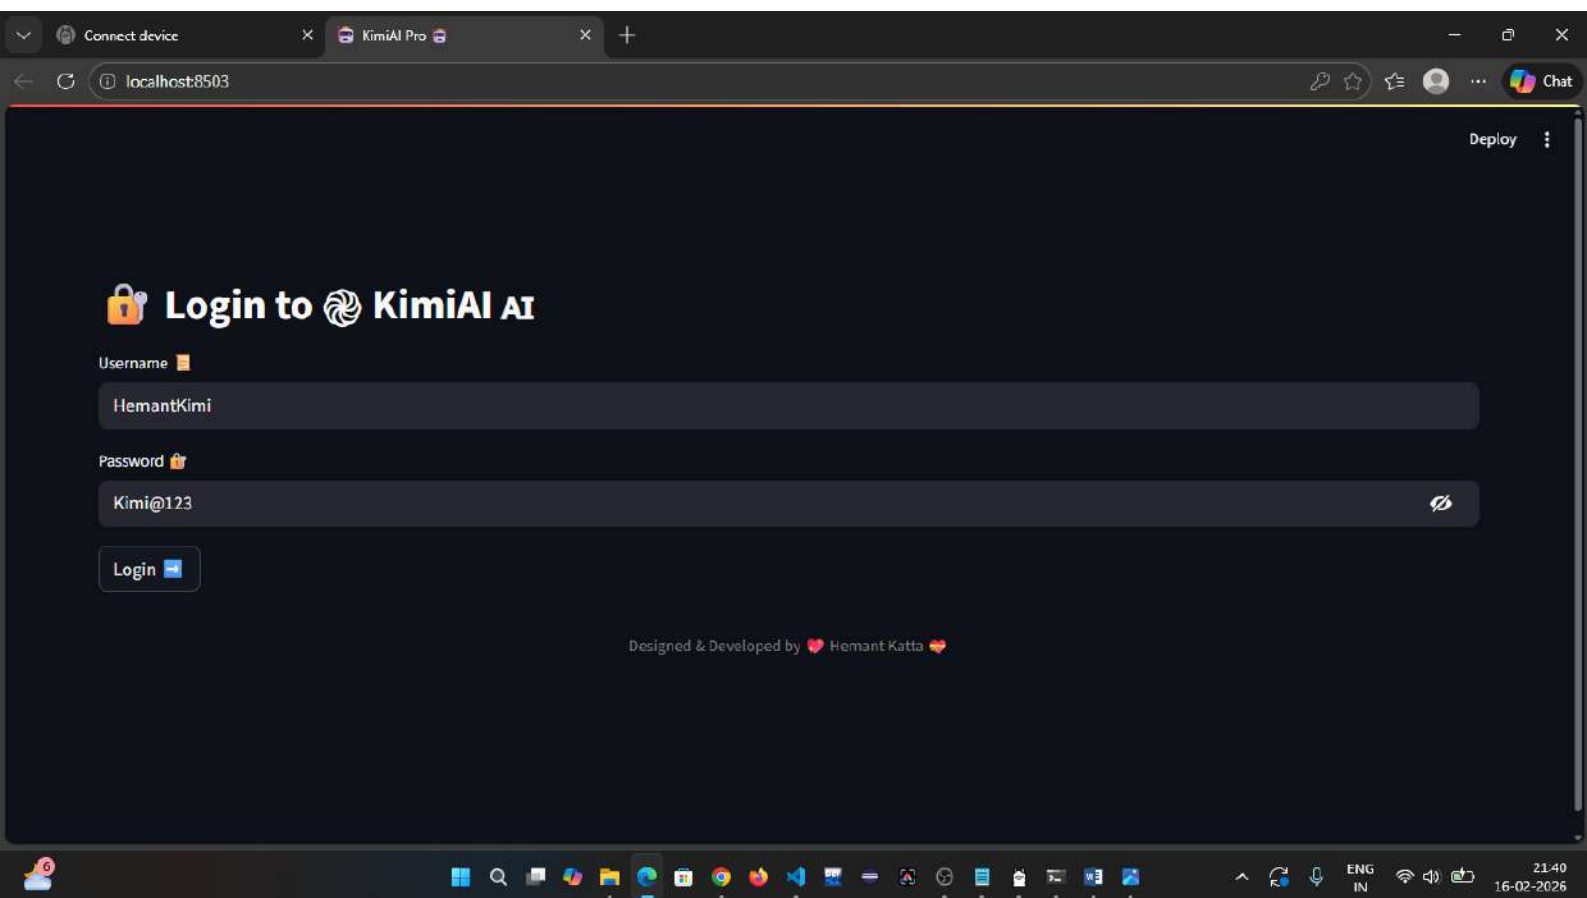 Connect device
KimiAI Pro
localhost:8503
Chat
Deploy
Login to KimiAI AI
Username
HemantKimi
Password
Kimi@123
Login
Designed & Developed by 💖 Hemant Katta 💝
6
ENG
IN
21:40
16-02-2026